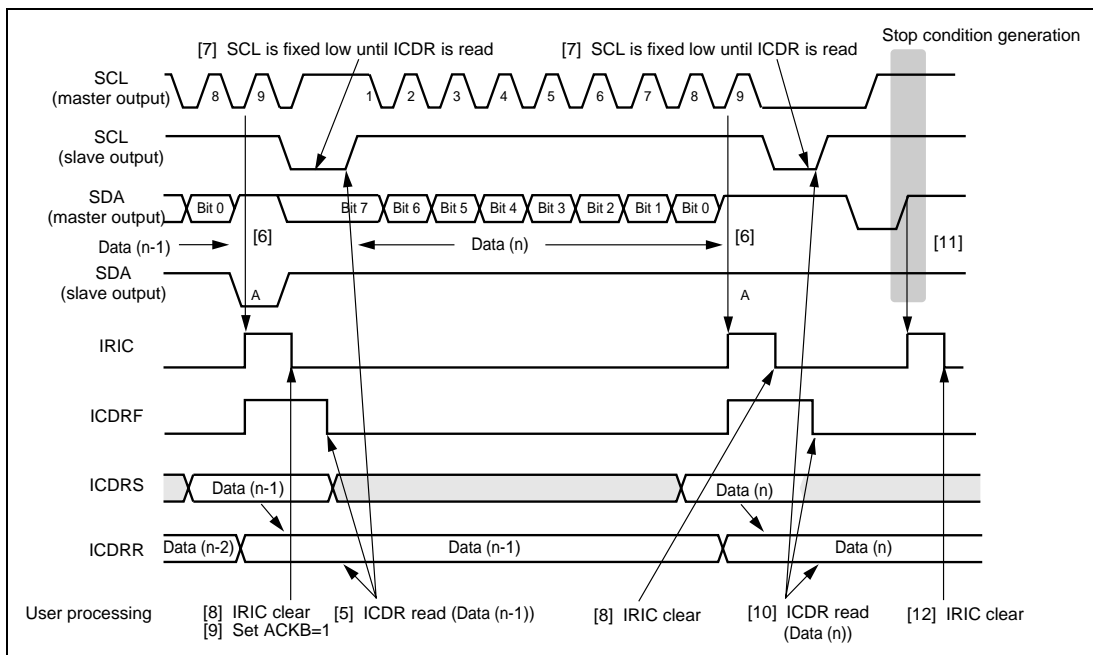 [7] SCL is fixed low until ICDR is read [7] SCL is fixed low until ICDR is read Stop condition generation
SCL
(master output)
8 9 1 2 3 4 5 6 7 8 9
SCL
(slave output)
SDA
(master output)
Bit 0 Bit 7 Bit 6 Bit 5 Bit 4 Bit 3 Bit 2 Bit 1 Bit 0
Data (n-1) [6] Data (n) [6] [11]
SDA
(slave output)
A A
IRIC
ICDRF
ICDRS Data (n-1) Data (n)
ICDRR Data (n-2) Data (n-1) Data (n)
User processing [8] IRIC clear [5] ICDR read (Data (n-1)) [8] IRIC clear [10] ICDR read [12] IRIC clear
[9] Set ACKB=1 (Data (n))